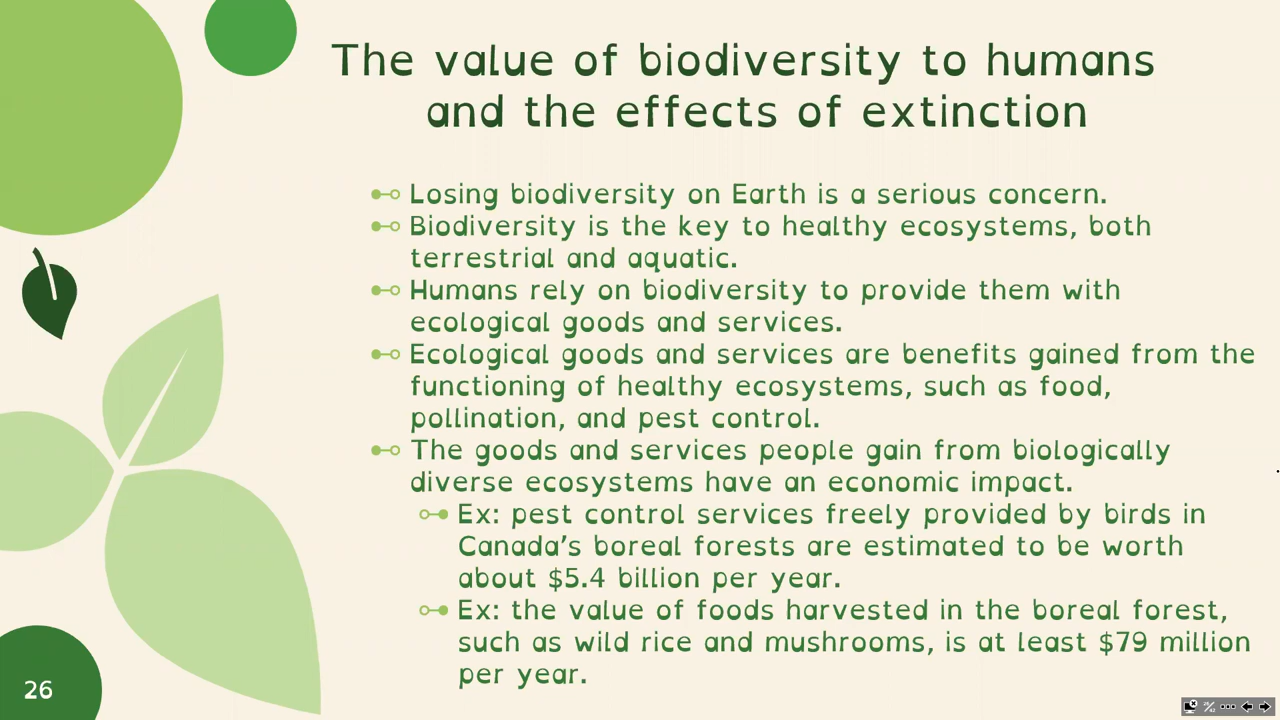 The value of biodiversity to humans
and the effects of extinction
Losing biodiversity on Earth is a serious concern.
Biodiversity is the key to healthy ecosystems, both
terrestrial and aquatic.
Humans rely on biodiversity to provide them with
ecological goods and services.
Ecological goods and services are benefits gained from the
functioning of healthy ecosystems, such as food,
pollination, and pest control.
The goods and services people gain from biologically
diverse ecosystems have an economic impact.
Ex: pest control services freely provided by birds in
Canada's boreal forests are estimated to be worth
about $5.4 billion per year.
Ex: the value of foods harvested in the boreal forest,
such as wild rice and mushrooms, is at least $79 million
per year.
26